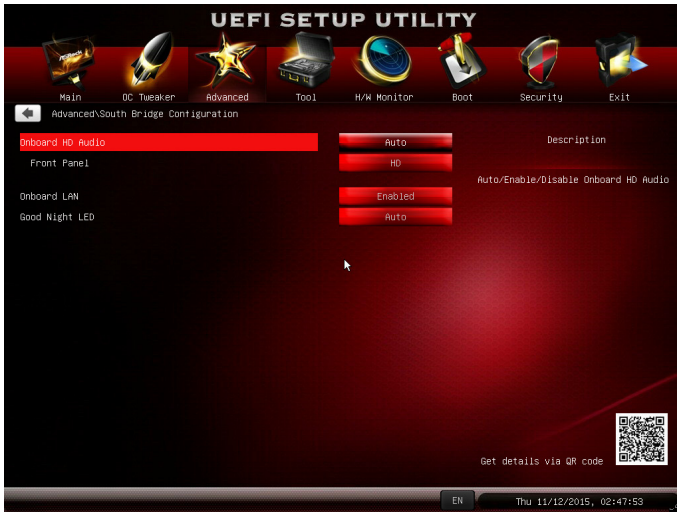 UEFI SETUP UTILITY
ASRock
Main OC Tweaker Advanced Tool H/W Monitor Boot Security Exit
Advanced\South Bridge Configuration
Onboard HD Audio Auto Description
Front Panel HD
Auto/Enable/Disable Onboard HD Audio
Onboard LAN Enabled
Good Night LED Auto
Get details via QR code
EN Thu 11/12/2015, 02:47:53